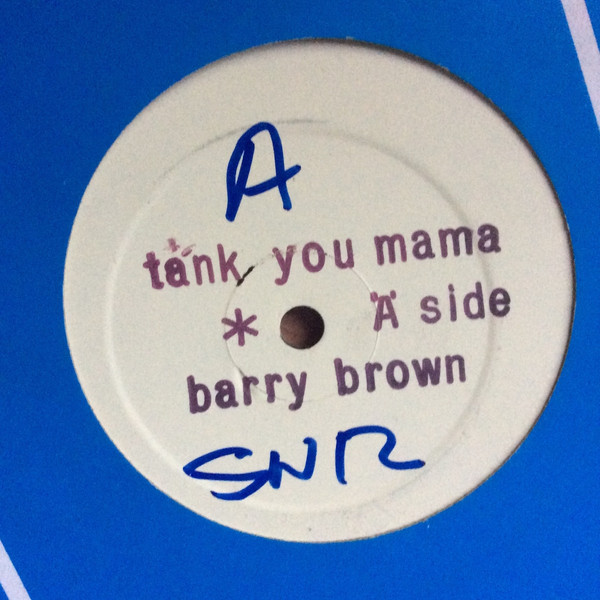 A
tank you mama
* "A" side
barry brown
SNR